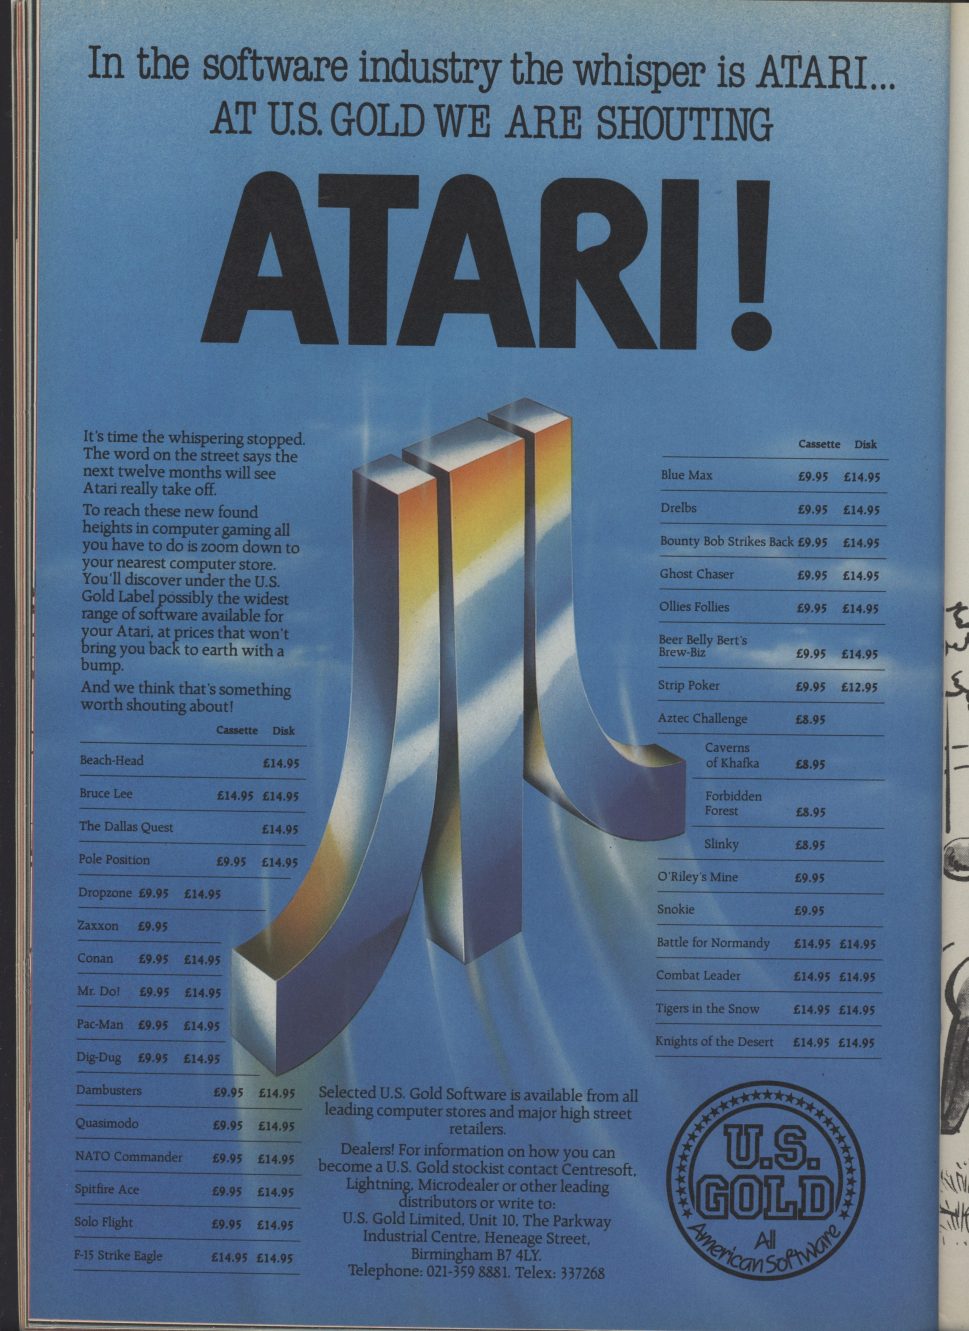 In the software industry the whisper is ATARI...
AT U.S. GOLD WE ARE SHOUTING
ATARI!
It's time the whispering stopped.
The word on the street says the
next twelve months will see
Atari really take off.
To reach these new found
heights in computer gaming all
you have to do is zoom down to
your nearest computer store.
You'll discover under the U.S.
Gold Label possibly the widest
range of software available for
your Atari, at prices that won't
bring you back to earth with a
bump.
And we think that's something
worth shouting about!
Cassette Disk
Beach-Head £14.95
Bruce Lee £14.95 £14.95
The Dallas Quest £14.95
Pole Position £9.95 £14.95
Dropzone £9.95 £14.95
Zaxxon £9.95
Conan £9.95 £14.95
Mr. Do! £9.95 £14.95
Pac-Man £9.95 £14.95
Dig-Dug £9.95 £14.95
Dambusters £9.95 £14.95
Quasimodo £9.95 £14.95
NATO Commander £9.95 £14.95
Spitfire Ace £9.95 £14.95
Solo Flight £9.95 £14.95
F-15 Strike Eagle £14.95 £14.95
Cassette Disk
Blue Max £9.95 £14.95
Drelbs £9.95 £14.95
Bounty Bob Strikes Back £9.95 £14.95
Ghost Chaser £9.95 £14.95
Ollies Follies £9.95 £14.95
Beer Belly Bert's
Brew-Biz £9.95 £14.95
Strip Poker £9.95 £12.95
Aztec Challenge £8.95
Caverns
of Khafka £8.95
Forbidden
Forest £8.95
Slinky £8.95
O'Riley's Mine £9.95
Snokie £9.95
Battle for Normandy £14.95 £14.95
Combat Leader £14.95 £14.95
Tigers in the Snow £14.95 £14.95
Knights of the Desert £14.95 £14.95
Selected U.S. Gold Software is available from all
leading computer stores and major high street
retailers.
Dealers! For information on how you can
become a U.S. Gold stockist contact Centresoft,
Lightning, Microdealer or other leading
distributors or write to:
U.S. Gold Limited, Unit 10, The Parkway
Industrial Centre, Heneage Street,
Birmingham B7 4LY.
Telephone: 021-359 8881. Telex: 337268
U.S.
GOLD
All
American Software